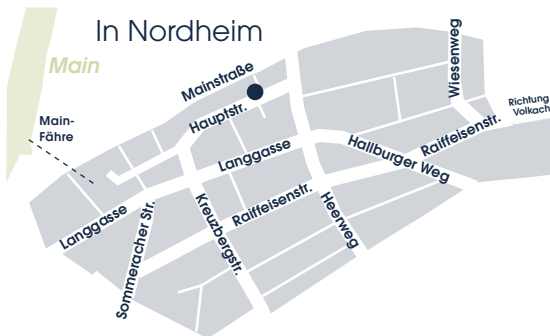 In Nordheim
Main
Main-
Fähre
Mainstraße
Hauptstr.
Wiesenweg
Richtung
Volkach
Langgasse
Hallburger Weg
Raiffeisenstr.
Langgasse
Sommeracher Str.
Kreuzbergstr.
Raiffeisenstr.
Heerweg